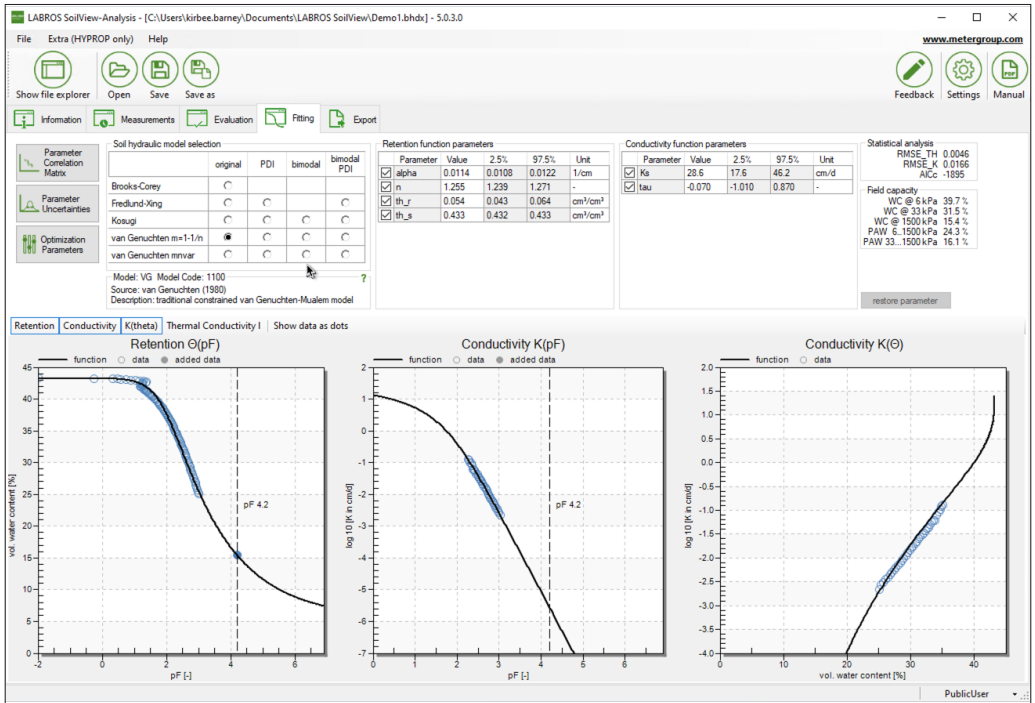 LABROS SoilView-Analysis - [C:\Users\kirbee.barney\Documents\LABROS SoilView\Demo1.bhdx] - 5.0.3.0
File Extra (HYPROP only) Help www.metergroup.com
Show file explorer Open Save Save as Feedback Settings Manual
Information Measurements Evaluation Fitting Export
Parameter Correlation Matrix
Parameter Uncertainties
Optimization Parameters
Soil hydraulic model selection
original PDI bimodal bimodal PDI
Brooks-Corey
Fredlund-Xing
Kosugi
van Genuchten m=1-1/n
van Genuchten mnvar
Model: VG Model Code: 1100 ?
Source: van Genuchten (1980)
Description: traditional constrained van Genuchten-Mualem model
Retention function parameters
Parameter Value 2.5% 97.5% Unit
alpha 0.0114 0.0108 0.0122 1/cm
n 1.255 1.239 1.271 -
th_r 0.054 0.043 0.064 cm³/cm³
th_s 0.433 0.432 0.433 cm³/cm³
Conductivity function parameters
Parameter Value 2.5% 97.5% Unit
Ks 28.6 17.6 46.2 cm/d
tau -0.070 -1.010 0.870 -
Statistical analysis
RMSE_TH 0.0046
RMSE_K 0.0166
AICc -1895
Field capacity
WC @ 6 kPa 39.7 %
WC @ 33 kPa 31.5 %
WC @ 1500 kPa 15.4 %
PAW 6..1500 kPa 24.3 %
PAW 33...1500 kPa 16.1 %
restore parameter
Retention Conductivity K(theta) Thermal Conductivity l Show data as dots
Retention Θ(pF)
function data added data
45
40
35
30
25
20
15
10
5
0
vol. water content [%]
pF 4.2
-2 0 2 4 6
pF [-]
Conductivity K(pF)
function data added data
2
1
0
-1
-2
-3
-4
-5
-6
-7
log 10 [K in cm/d]
pF 4.2
0 1 2 3 4 5 6
pF [-]
Conductivity K(Θ)
function data
2.0
1.5
1.0
0.5
0.0
-0.5
-1.0
-1.5
-2.0
-2.5
-3.0
-3.5
-4.0
log 10 [K in cm/d]
0 10 20 30 40
vol. water content [%]
PublicUser